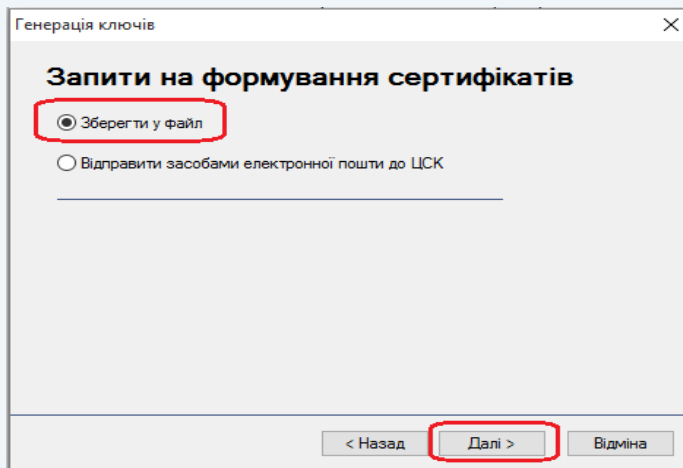 Генерація ключів
Запити на формування сертифікатів
Зберегти у файл
Відправити засобами електронної пошти до ЦСК
< Назад
Далі >
Відміна